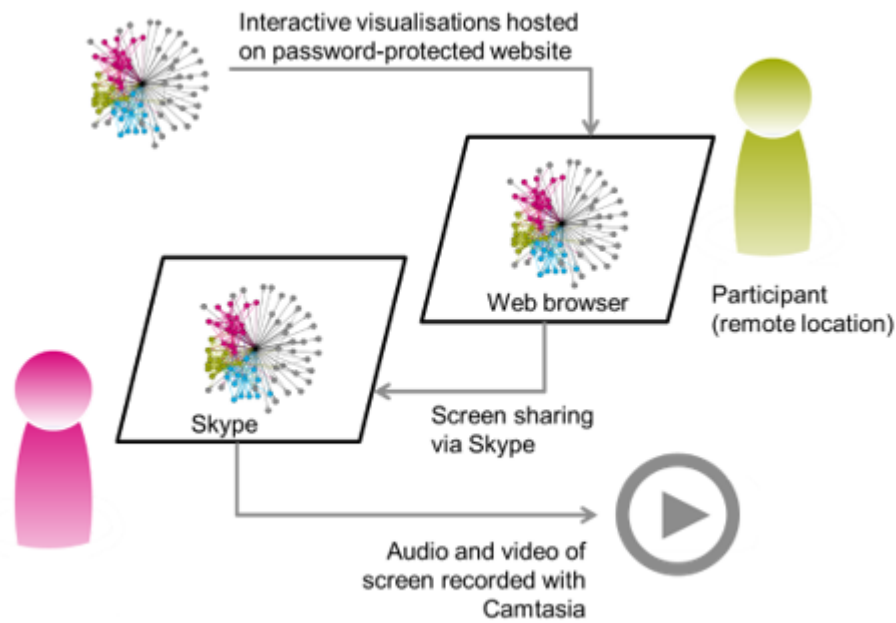 Interactive visualisations hosted
on password-protected website
Web browser
Participant
(remote location)
Skype
Screen sharing
via Skype
Audio and video of
screen recorded with
Camtasia